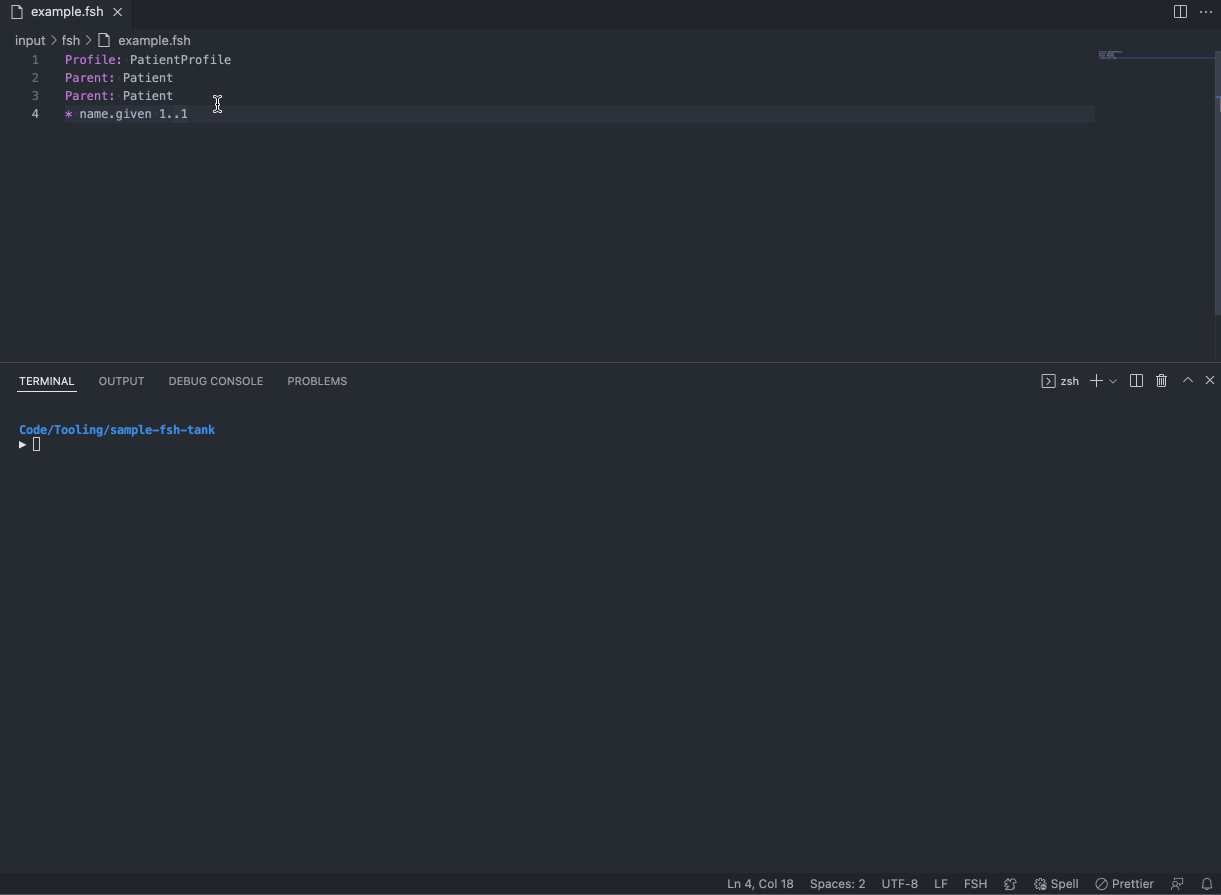 example.fsh
input > fsh > example.fsh
1 Profile: PatientProfile
2 Parent: Patient
3 Parent: Patient
4 * name.given 1..1
TERMINAL OUTPUT DEBUG CONSOLE PROBLEMS zsh
Code/Tooling/sample-fsh-tank
Ln 4, Col 18 Spaces: 2 UTF-8 LF FSH Spell Prettier